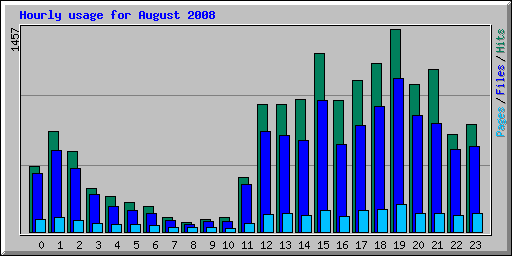 Hourly usage for August 2008
1457
Pages / Files / Hits
0 1 2 3 4 5 6 7 8 9 10 11 12 13 14 15 16 17 18 19 20 21 22 23